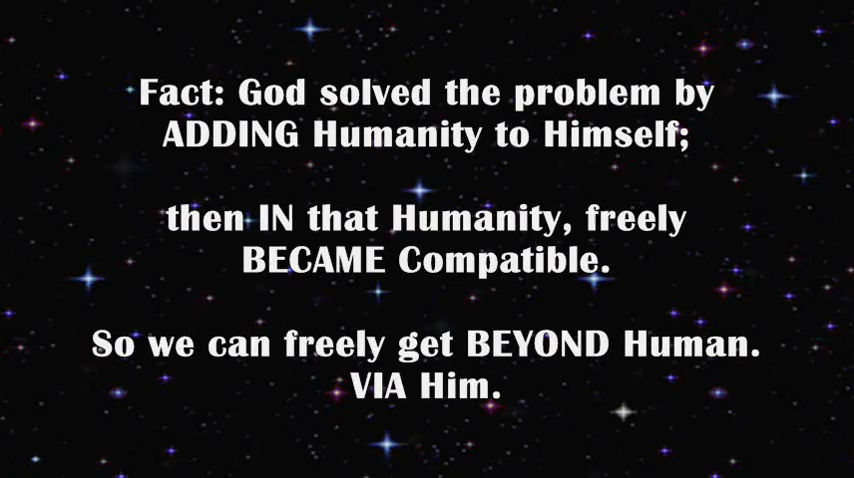 Fact: God solved the problem by
ADDING Humanity to Himself;
then IN that Humanity, freely
BECAME Compatible.
So we can freely get BEYOND Human.
VIA Him.